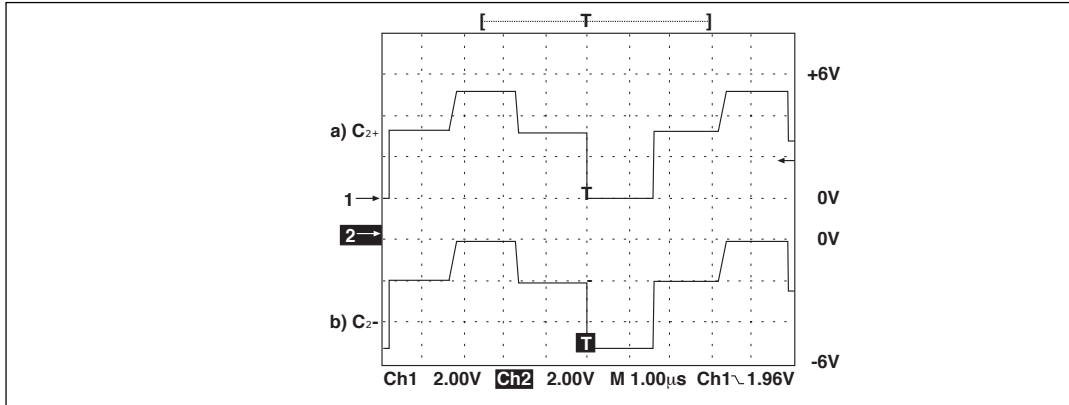 [ T ]
+6V
a) C2+
T
1
0V
2
0V
b) C2-
T
-6V
Ch1 2.00V Ch2 2.00V M 1.00μs Ch1 1.96V